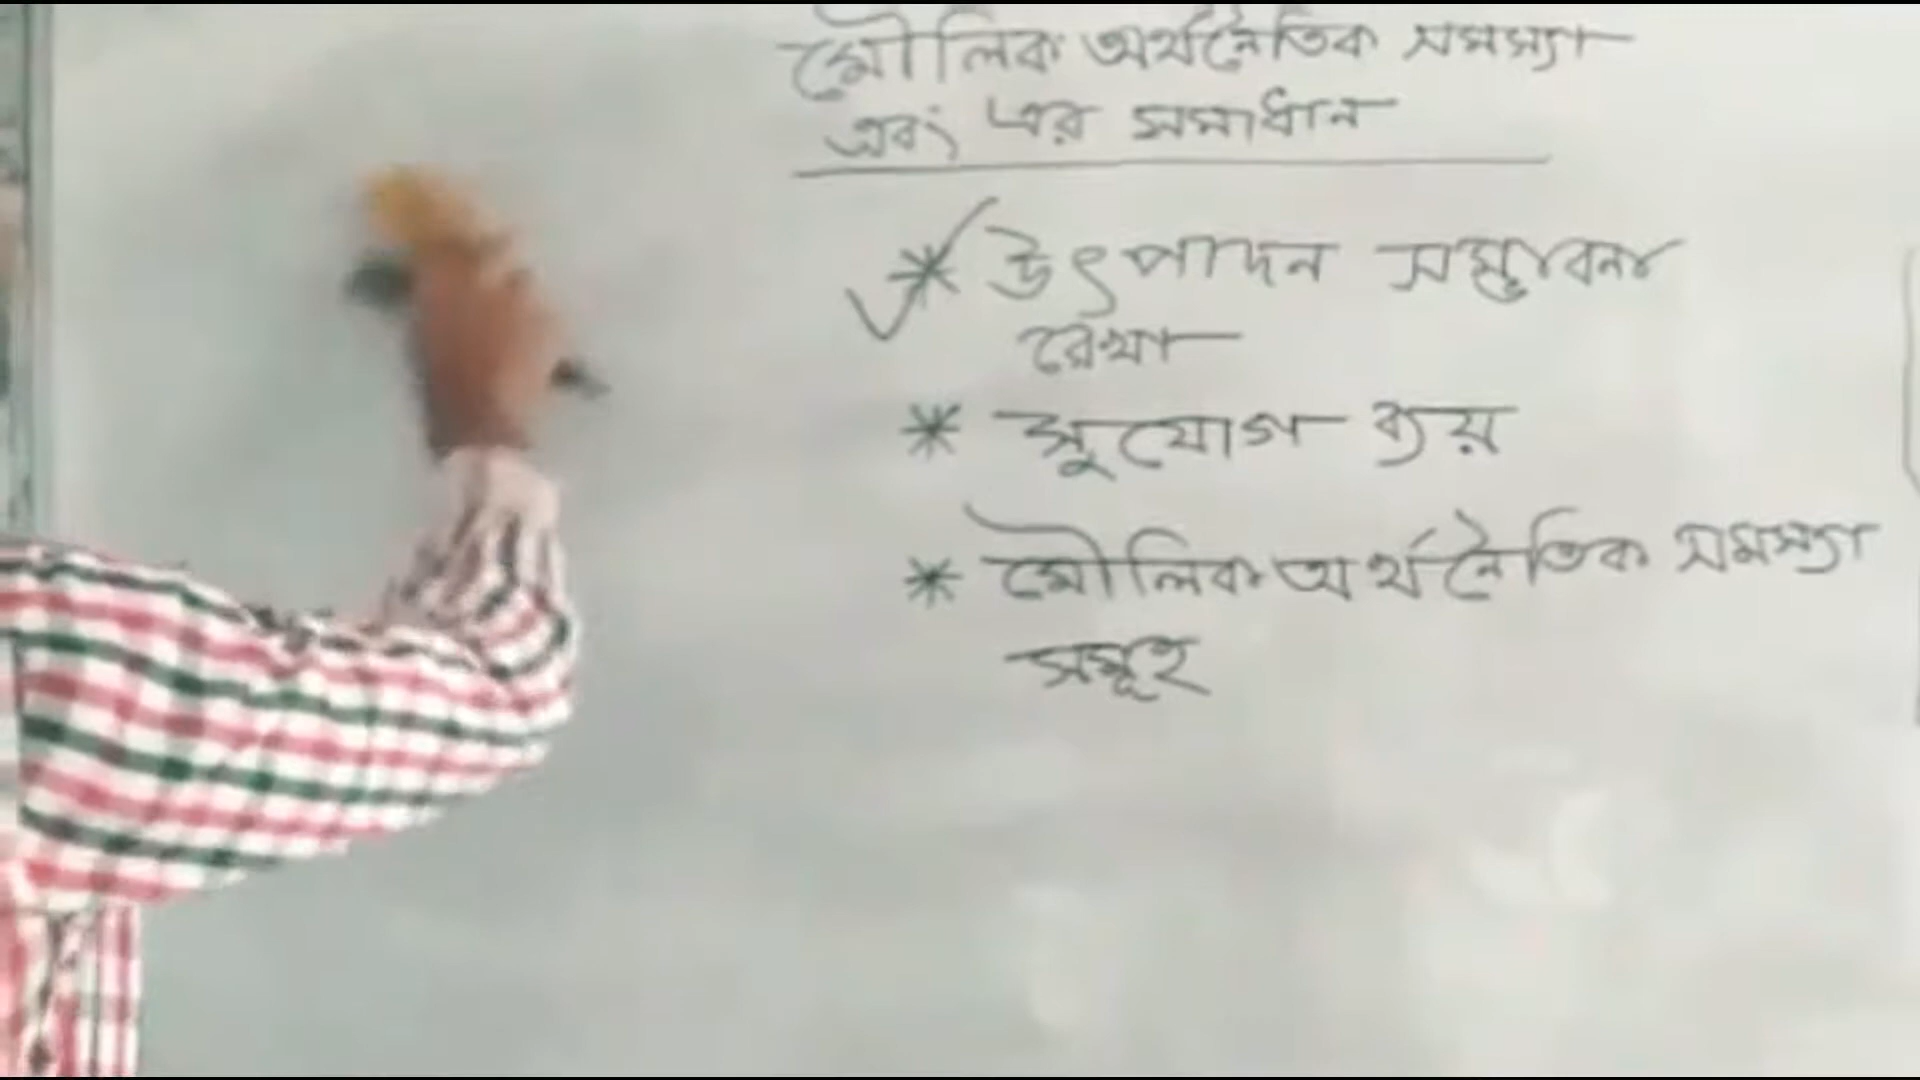 মৌলিক অর্থনৈতিক সমস্যা
এবং এর সমাধান
* উৎপাদন সম্ভাবনা
রেখা
* সুযোগ ব্যয়
* মৌলিক অর্থনৈতিক সমস্যা
সমূহ